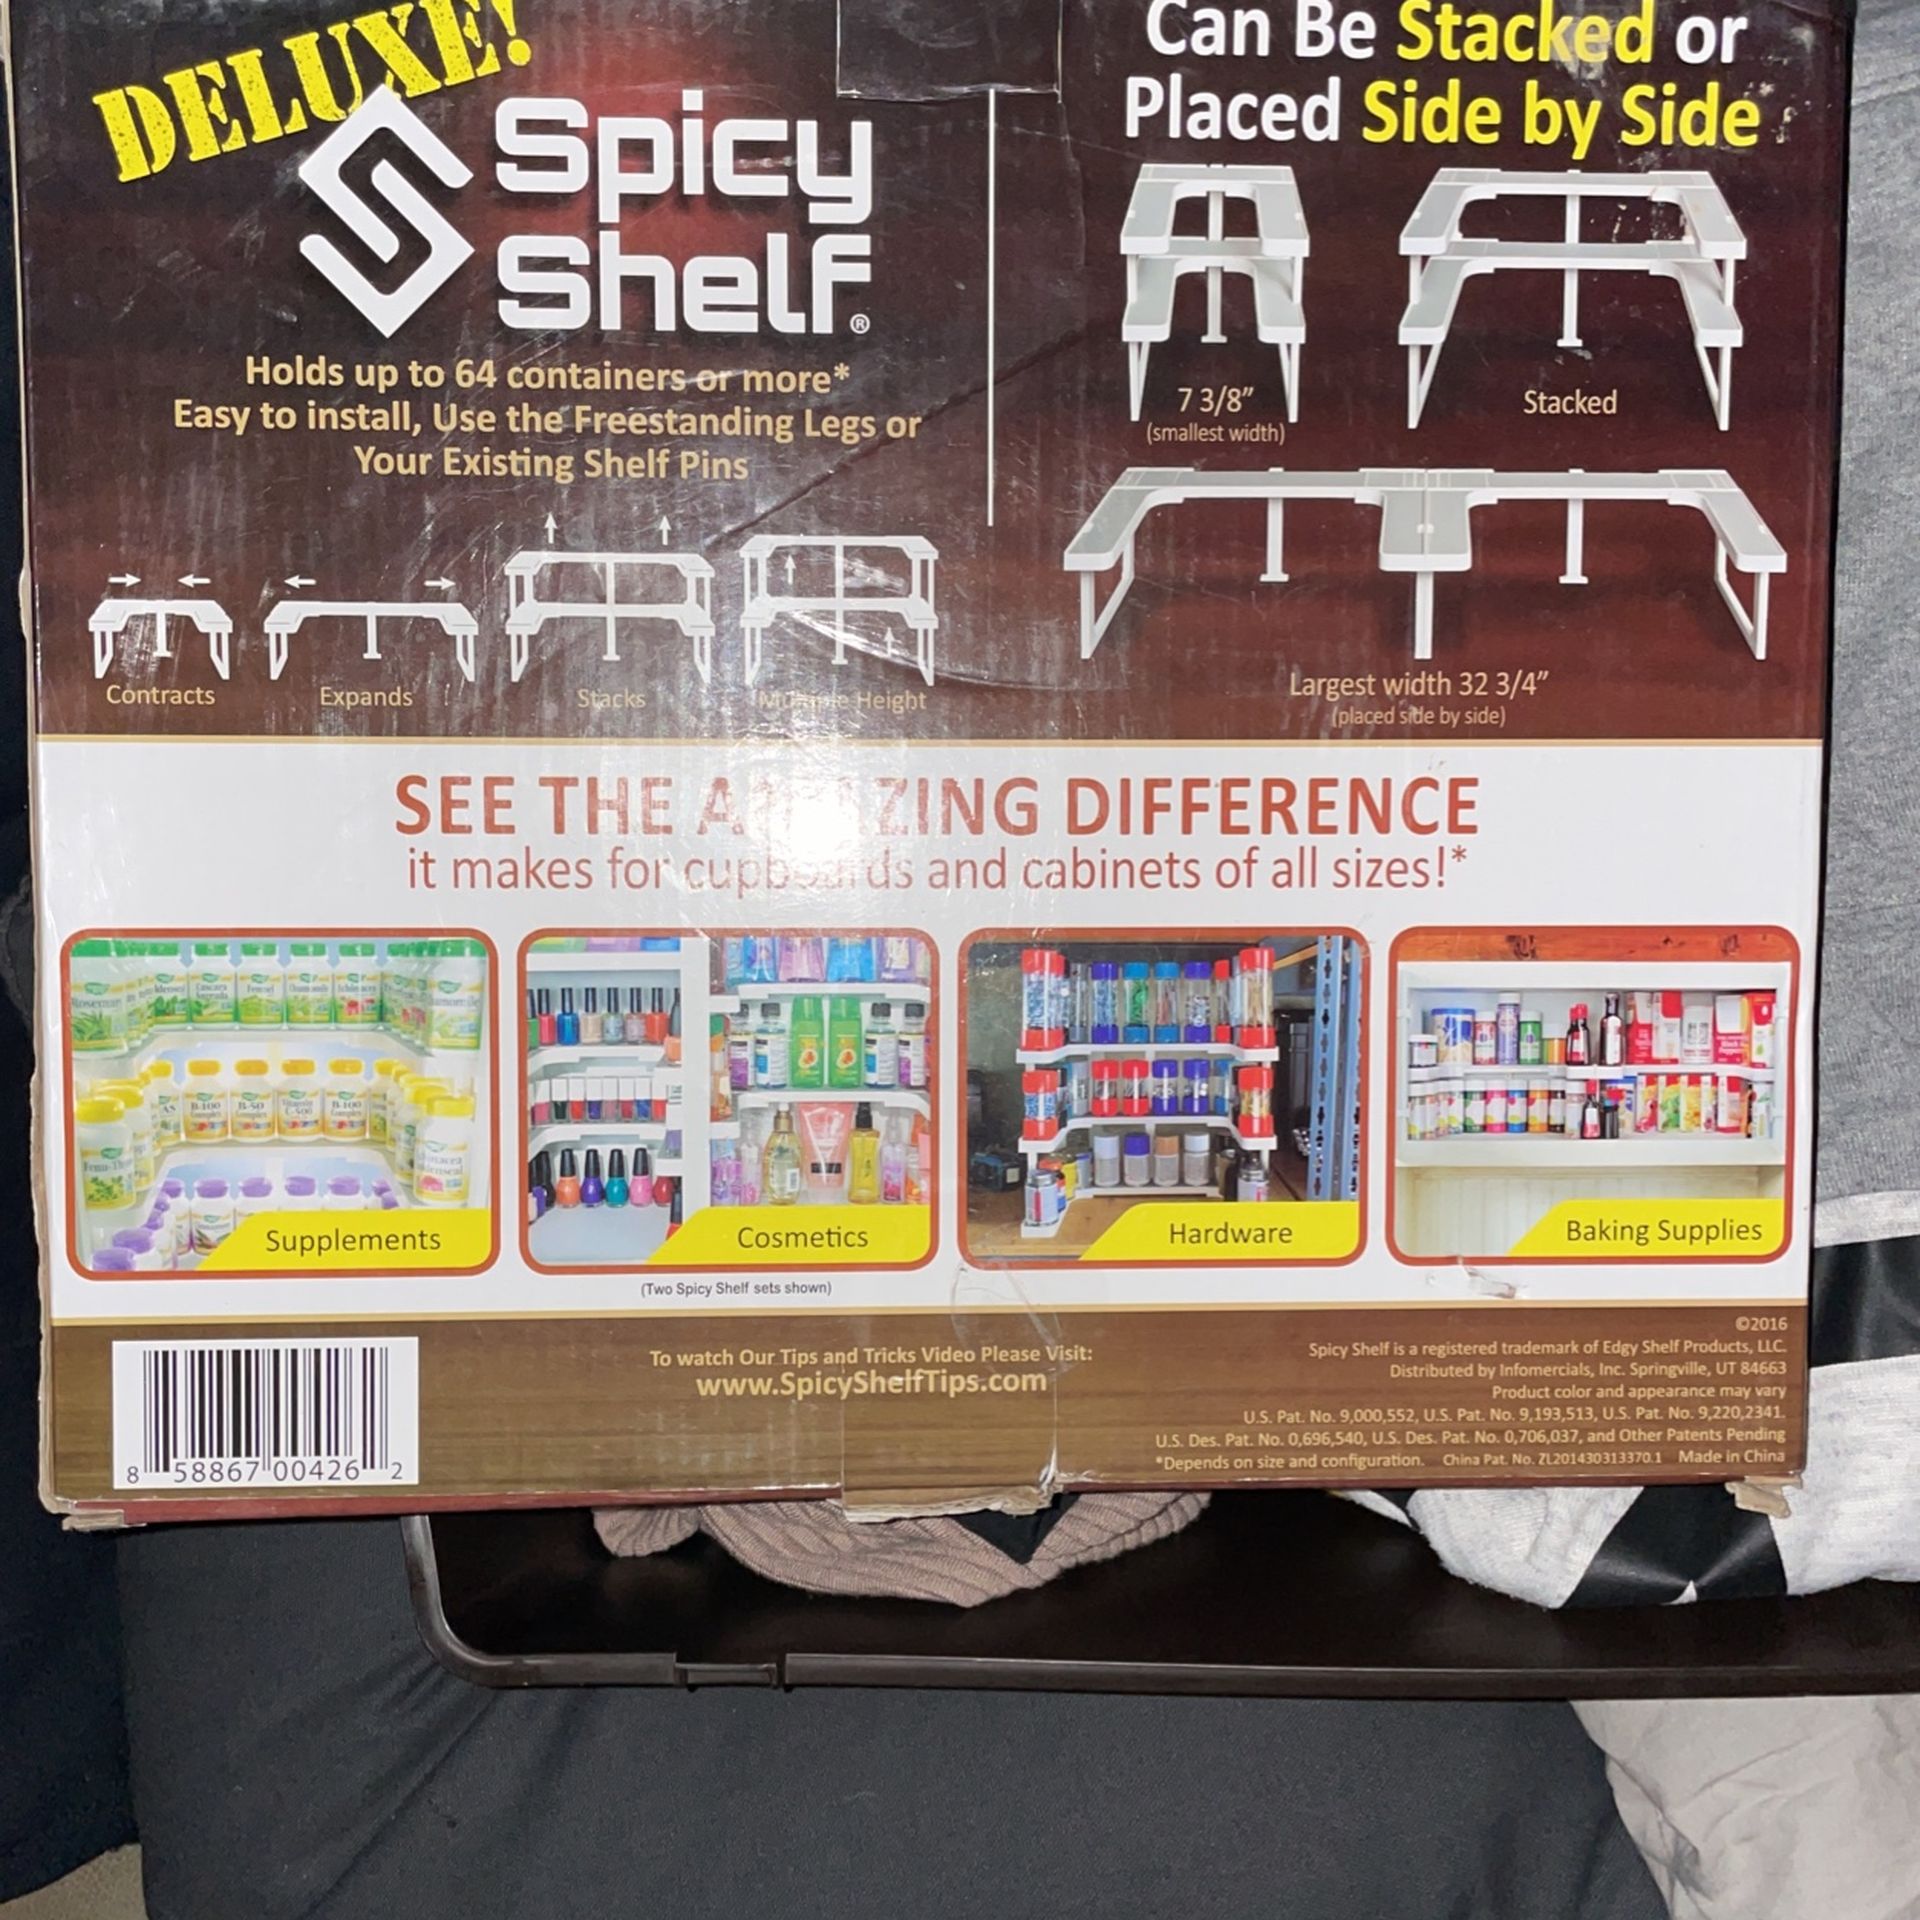 DELUXE!
Spicy
Shelf®
Holds up to 64 containers or more*
Easy to install, Use the Freestanding Legs or
Your Existing Shelf Pins
Contracts
Expands
Stacks
Multiple Height
Can Be Stacked or
Placed Side by Side
7 3/8"
(smallest width)
Stacked
Largest width 32 3/4"
(placed side by side)
SEE THE AMAZING DIFFERENCE
it makes for cupboards and cabinets of all sizes!*
Supplements
Cosmetics
Hardware
Baking Supplies
(Two Spicy Shelf sets shown)
8 58867 00426 2
To watch Our Tips and Tricks Video Please Visit:
www.SpicyShelfTips.com
©2016
Spicy Shelf is a registered trademark of Edgy Shelf Products, LLC.
Distributed by Infomercials, Inc. Springville, UT 84663
Product color and appearance may vary
U.S. Pat. No. 9,000,552, U.S. Pat. No. 9,193,513, U.S. Pat. No. 9,220,2341.
U.S. Des. Pat. No. 0,696,540, U.S. Des. Pat. No. 0,706,037, and Other Patents Pending
*Depends on size and configuration. China Pat. No. ZL201430313370.1 Made in China